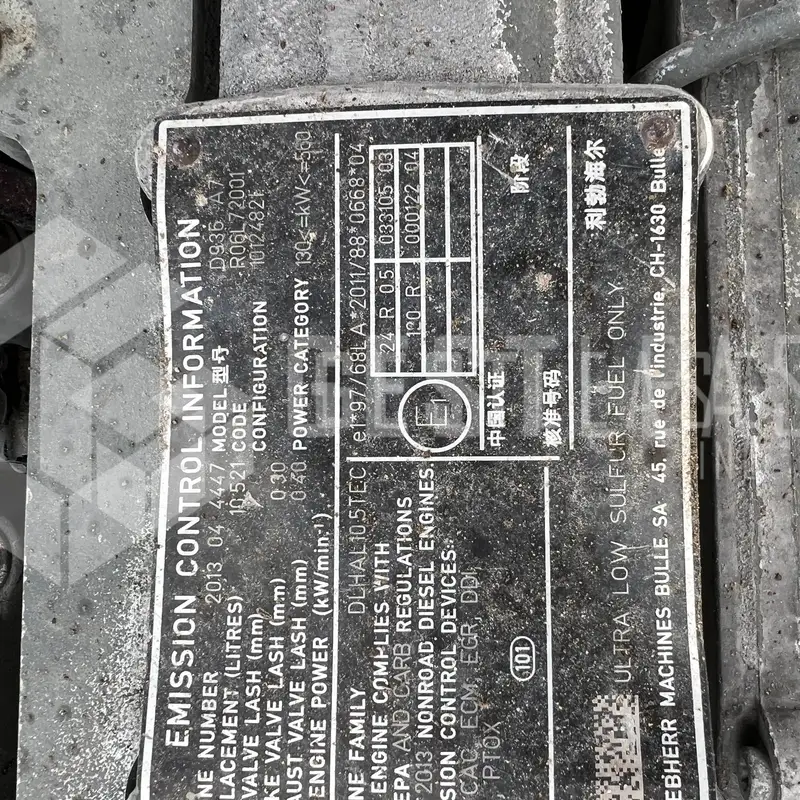 EMISSION CONTROL INFORMATION
NE NUMBER 2013 04 4447 MODEL 型号 D936 A7
LACEMENT (LITRES) 10.521 CODE R06L72001
VALVE LASH (mm) CONFIGURATION 10124821
KE VALVE LASH (mm) 0.30
AUST VALVE LASH (mm) 0.40 POWER CATEGORY 130<=kW<=560
ENGINE POWER (kW/min-1)
NE FAMILY DLHAL10.5TEC e1*97/68LA*2011/88*0668*04
ENGINE COMPLIES WITH
EPA AND CARB REGULATIONS
2013 NONROAD DIESEL ENGINES.
SION CONTROL DEVICES:
CAC, ECM, EGR, DDI,
PTOX
101
E1
24 R 05 033105 03
130 R 000122 04
中国认证 阶段
核准号码
利勃海尔
ULTRA LOW SULFUR FUEL ONLY
EBHERR MACHINES BULLE SA 45, rue de l'industrie, CH-1630 Bulle